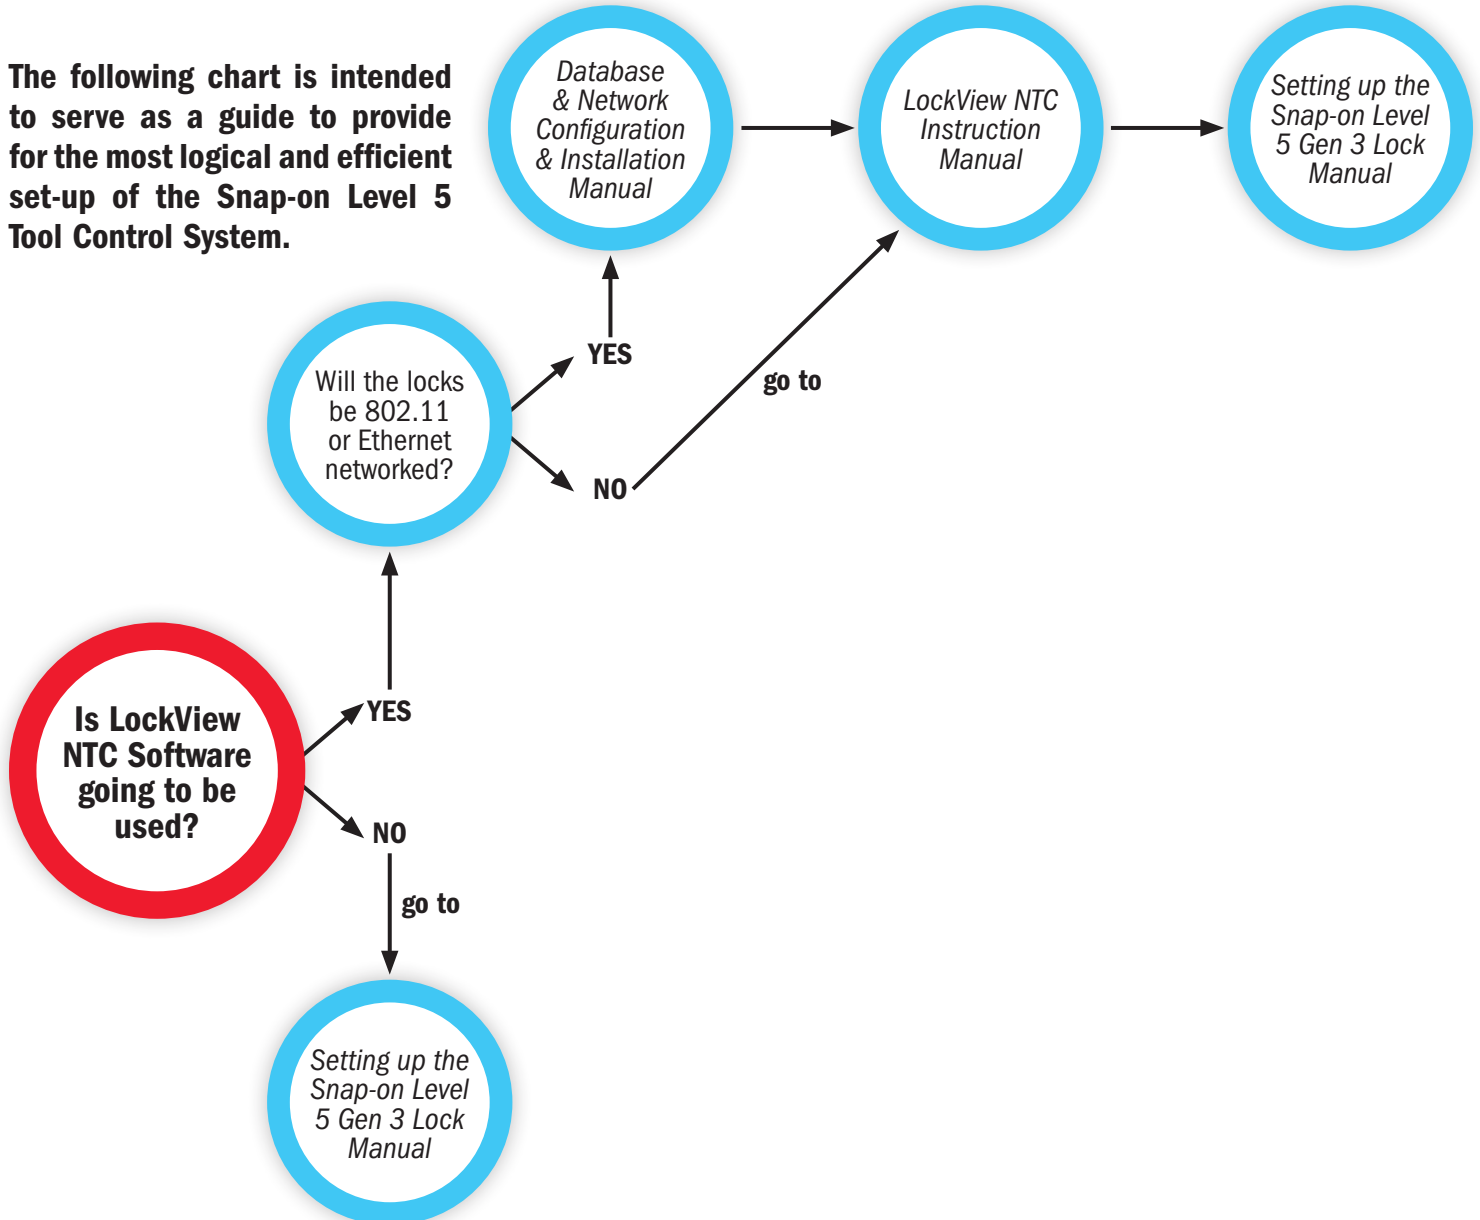 The following chart is intended
to serve as a guide to provide
for the most logical and efficient
set-up of the Snap-on Level 5
Tool Control System.
Database
& Network
Configuration
& Installation
Manual
LockView NTC
Instruction
Manual
Setting up the
Snap-on Level
5 Gen 3 Lock
Manual
Will the locks
be 802.11
or Ethernet
networked?
YES
NO
go to
Is LockView
NTC Software
going to be
used?
YES
NO
go to
Setting up the
Snap-on Level
5 Gen 3 Lock
Manual